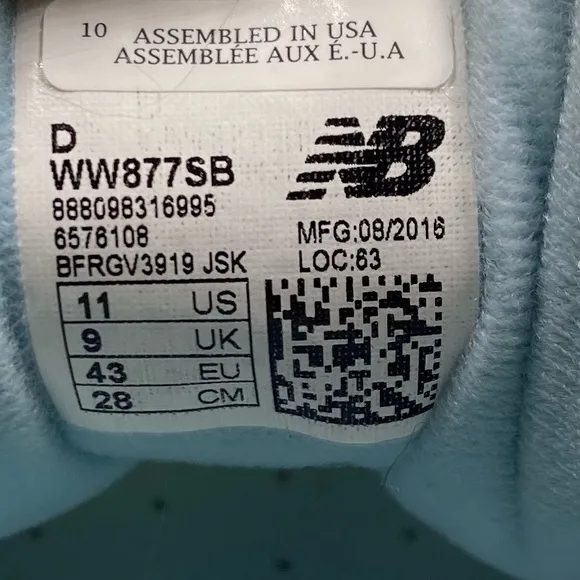 10 ASSEMBLED IN USA
ASSEMBLÉE AUX É.-U.A
D
WW877SB
NB
888098316995
6576108
MFG:08/2016
BFRGV3919 JSK
LOC:63
11 US
9 UK
43 EU
28 CM